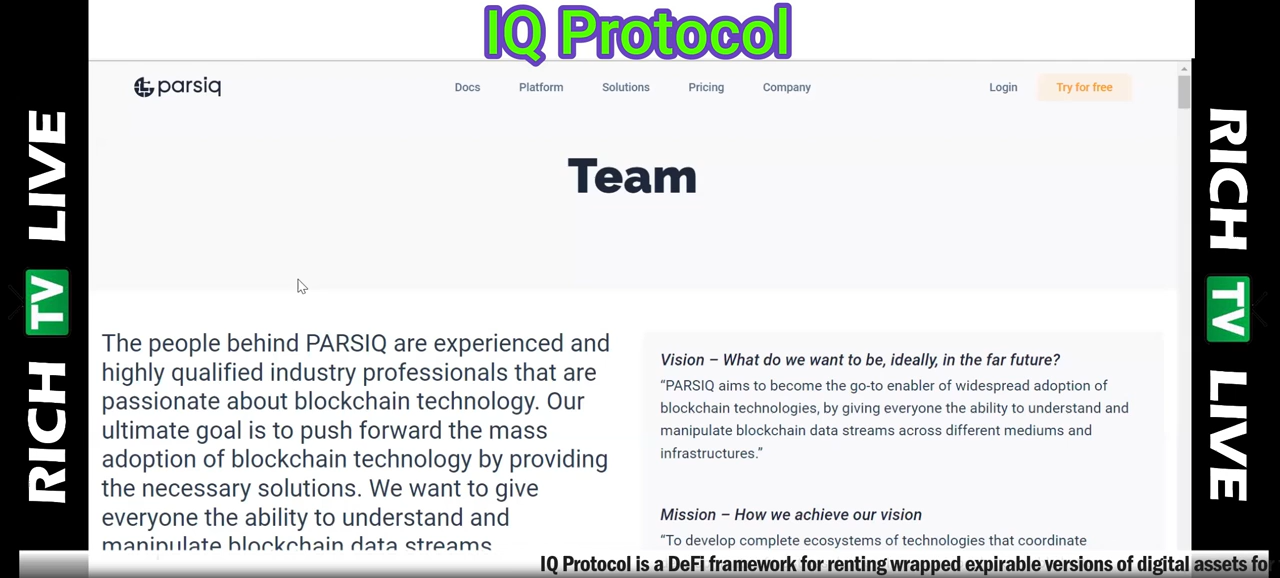 IQ Protocol
parsiq
Docs Platform Solutions Pricing Company Login Try for free
Team
RICH TV LIVE
RICH TV LIVE
The people behind PARSIQ are experienced and
highly qualified industry professionals that are
passionate about blockchain technology. Our
ultimate goal is to push forward the mass
adoption of blockchain technology by providing
the necessary solutions. We want to give
everyone the ability to understand and
manipulate blockchain data streams
Vision – What do we want to be, ideally, in the far future?
“PARSIQ aims to become the go-to enabler of widespread adoption of
blockchain technologies, by giving everyone the ability to understand and
manipulate blockchain data streams across different mediums and
infrastructures.”
Mission – How we achieve our vision
“To develop complete ecosystems of technologies that coordinate
IQ Protocol is a DeFi framework for renting wrapped expirable versions of digital assets fo